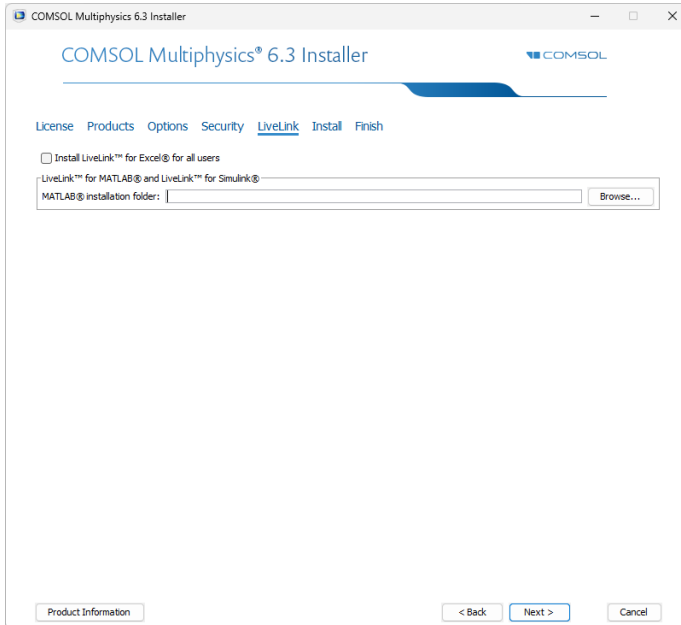 COMSOL Multiphysics 6.3 Installer
COMSOL Multiphysics® 6.3 Installer
COMSOL
License Products Options Security LiveLink Install Finish
Install LiveLink™ for Excel® for all users
LiveLink™ for MATLAB® and LiveLink™ for Simulink®
MATLAB® installation folder: Browse...
Product Information < Back Next > Cancel